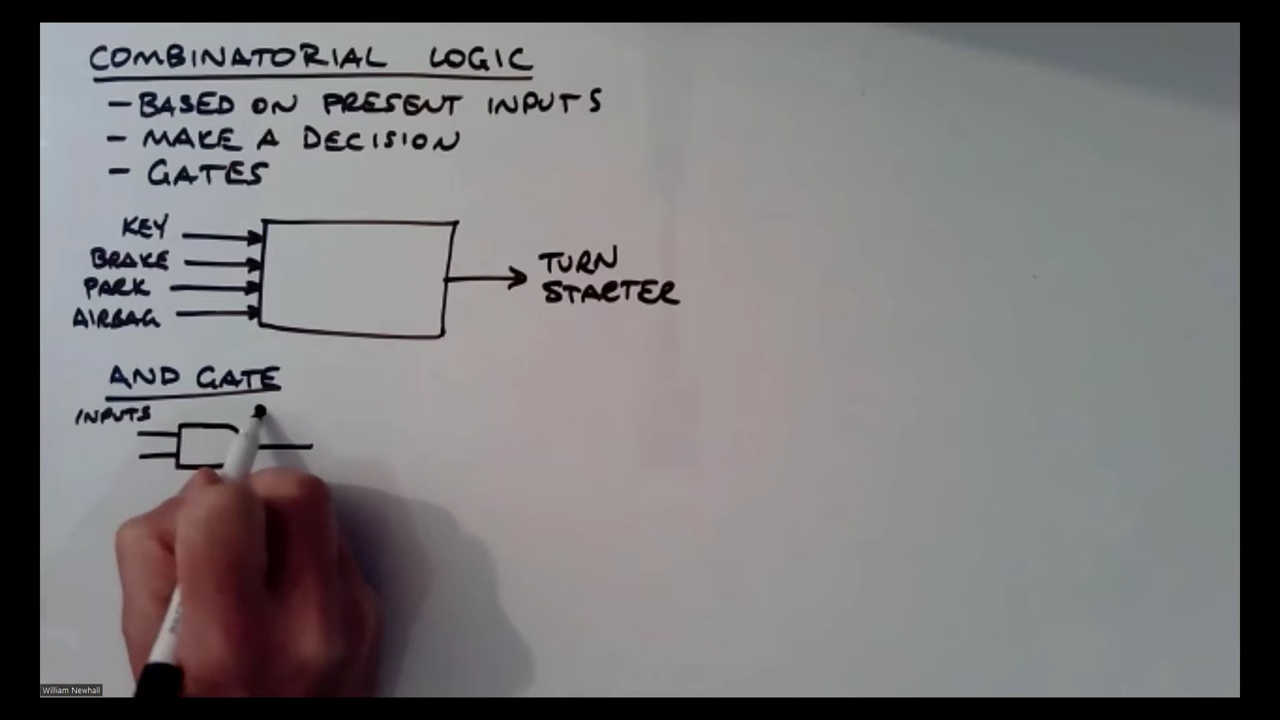 COMBINATORIAL LOGIC
- BASED ON PRESENT INPUTS
- MAKE A DECISION
- GATES
KEY
BRAKE
PARK
AIRBAG
TURN
STARTER
AND GATE
INPUTS
William Newhall